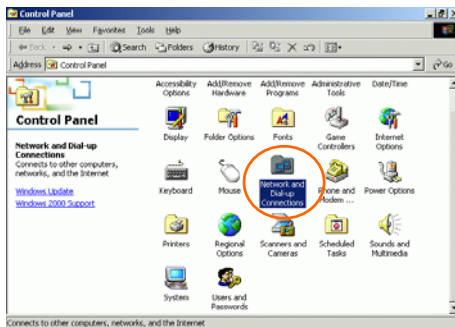 Control Panel
File Edit View Favorites Tools Help
Back Search Folders History
Address Control Panel Go
Control Panel
Network and Dial-up
Connections
Connects to other computers,
networks, and the Internet
Windows Update
Windows 2000 Support
Accessibility Options
Add/Remove Hardware
Add/Remove Programs
Administrative Tools
Date/Time
Display
Folder Options
Fonts
Game Controllers
Internet Options
Keyboard
Mouse
Network and Dial-up Connections
Phone and Modem ...
Power Options
Printers
Regional Options
Scanners and Cameras
Scheduled Tasks
Sounds and Multimedia
System
Users and Passwords
Connects to other computers, networks, and the Internet